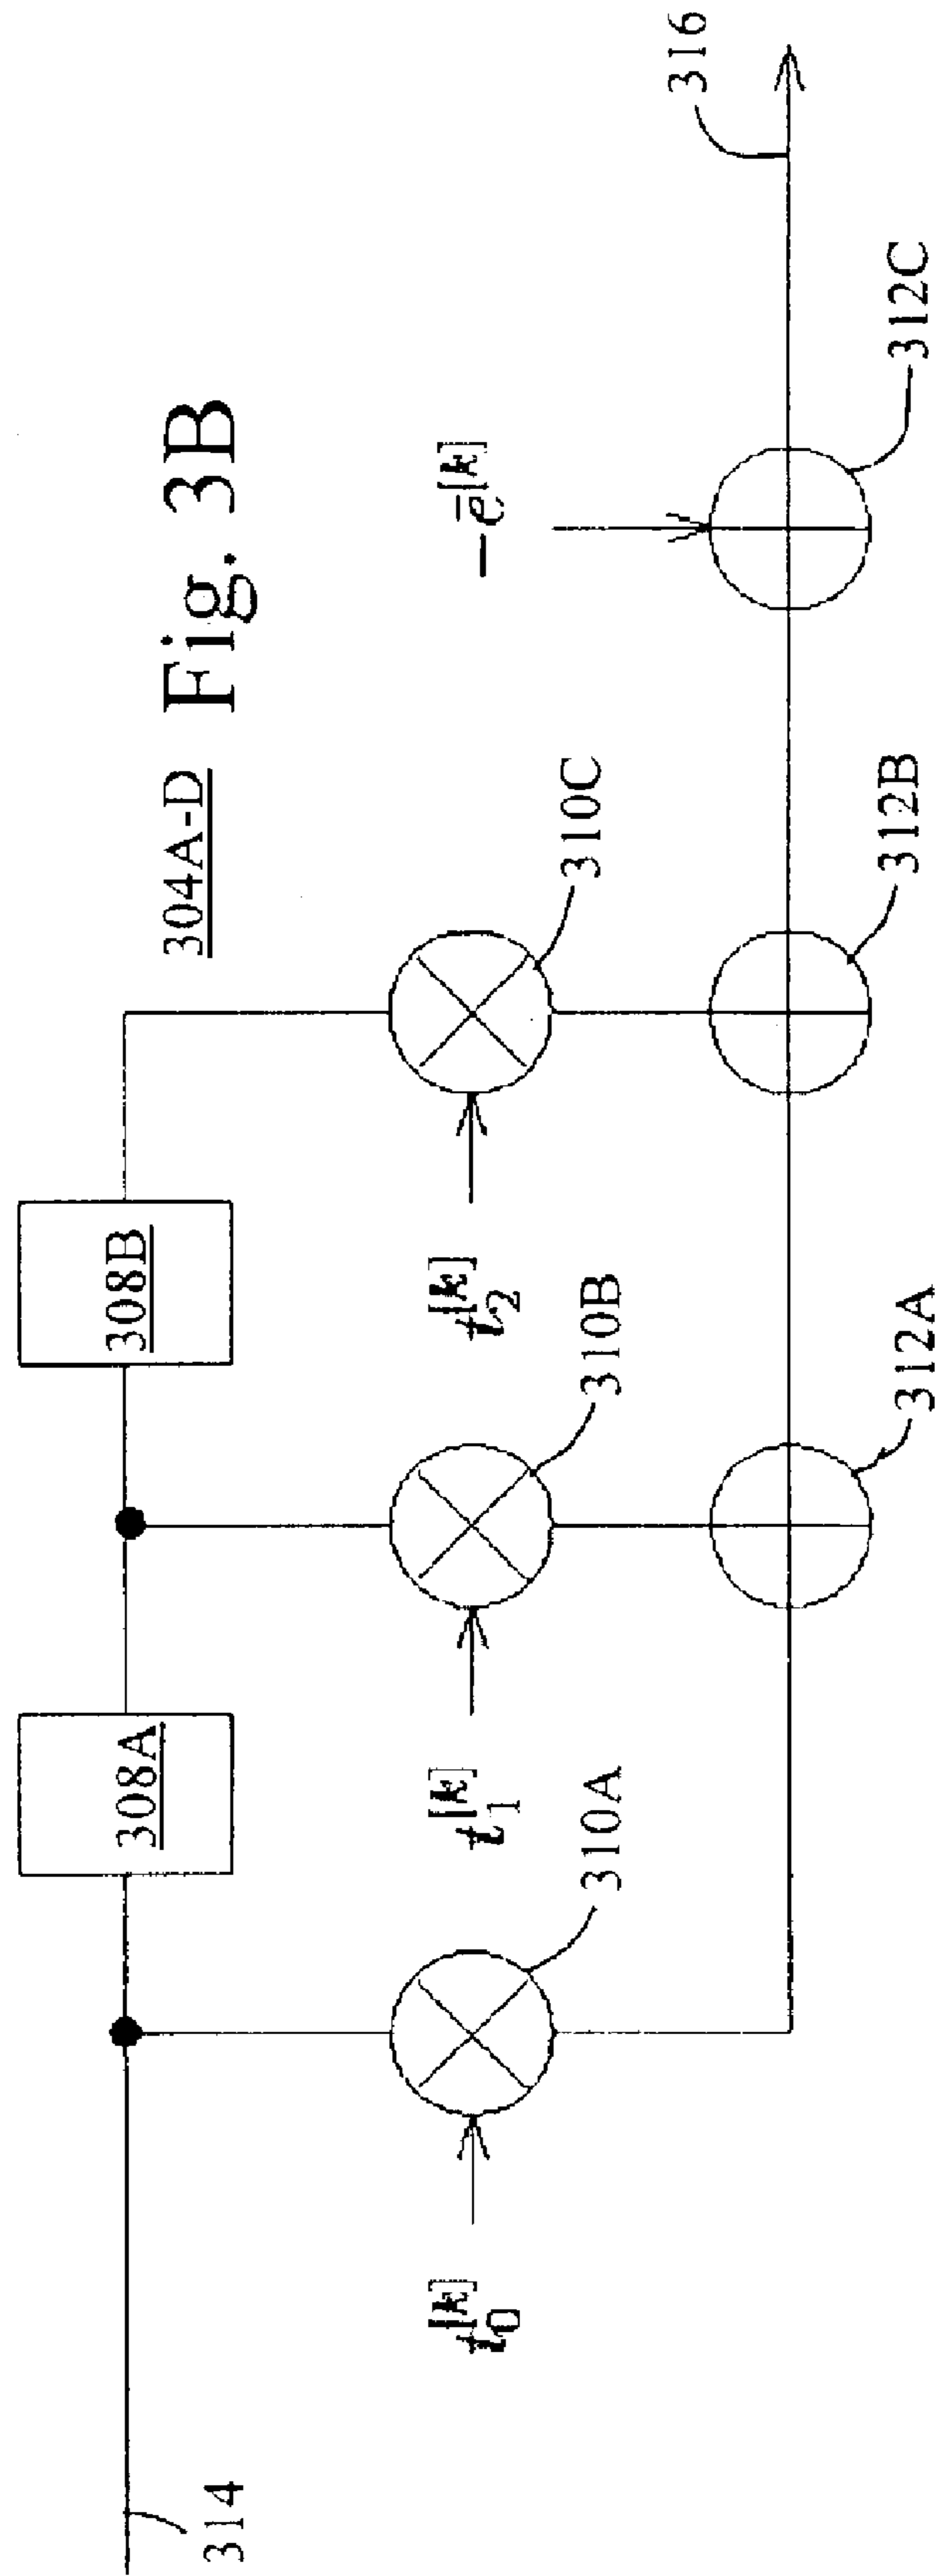 308A
308B
304A-D Fig. 3B
314
t₀^[k]
310A
t₁^[k]
310B
t₂^[k]
310C
−e̅^[k]
316
312A
312B
312C